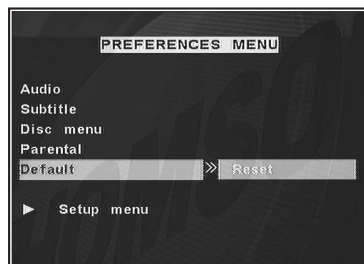 PREFERENCES MENU
Audio
Subtitle
Disc menu
Parental
Default » Reset
▶ Setup menu